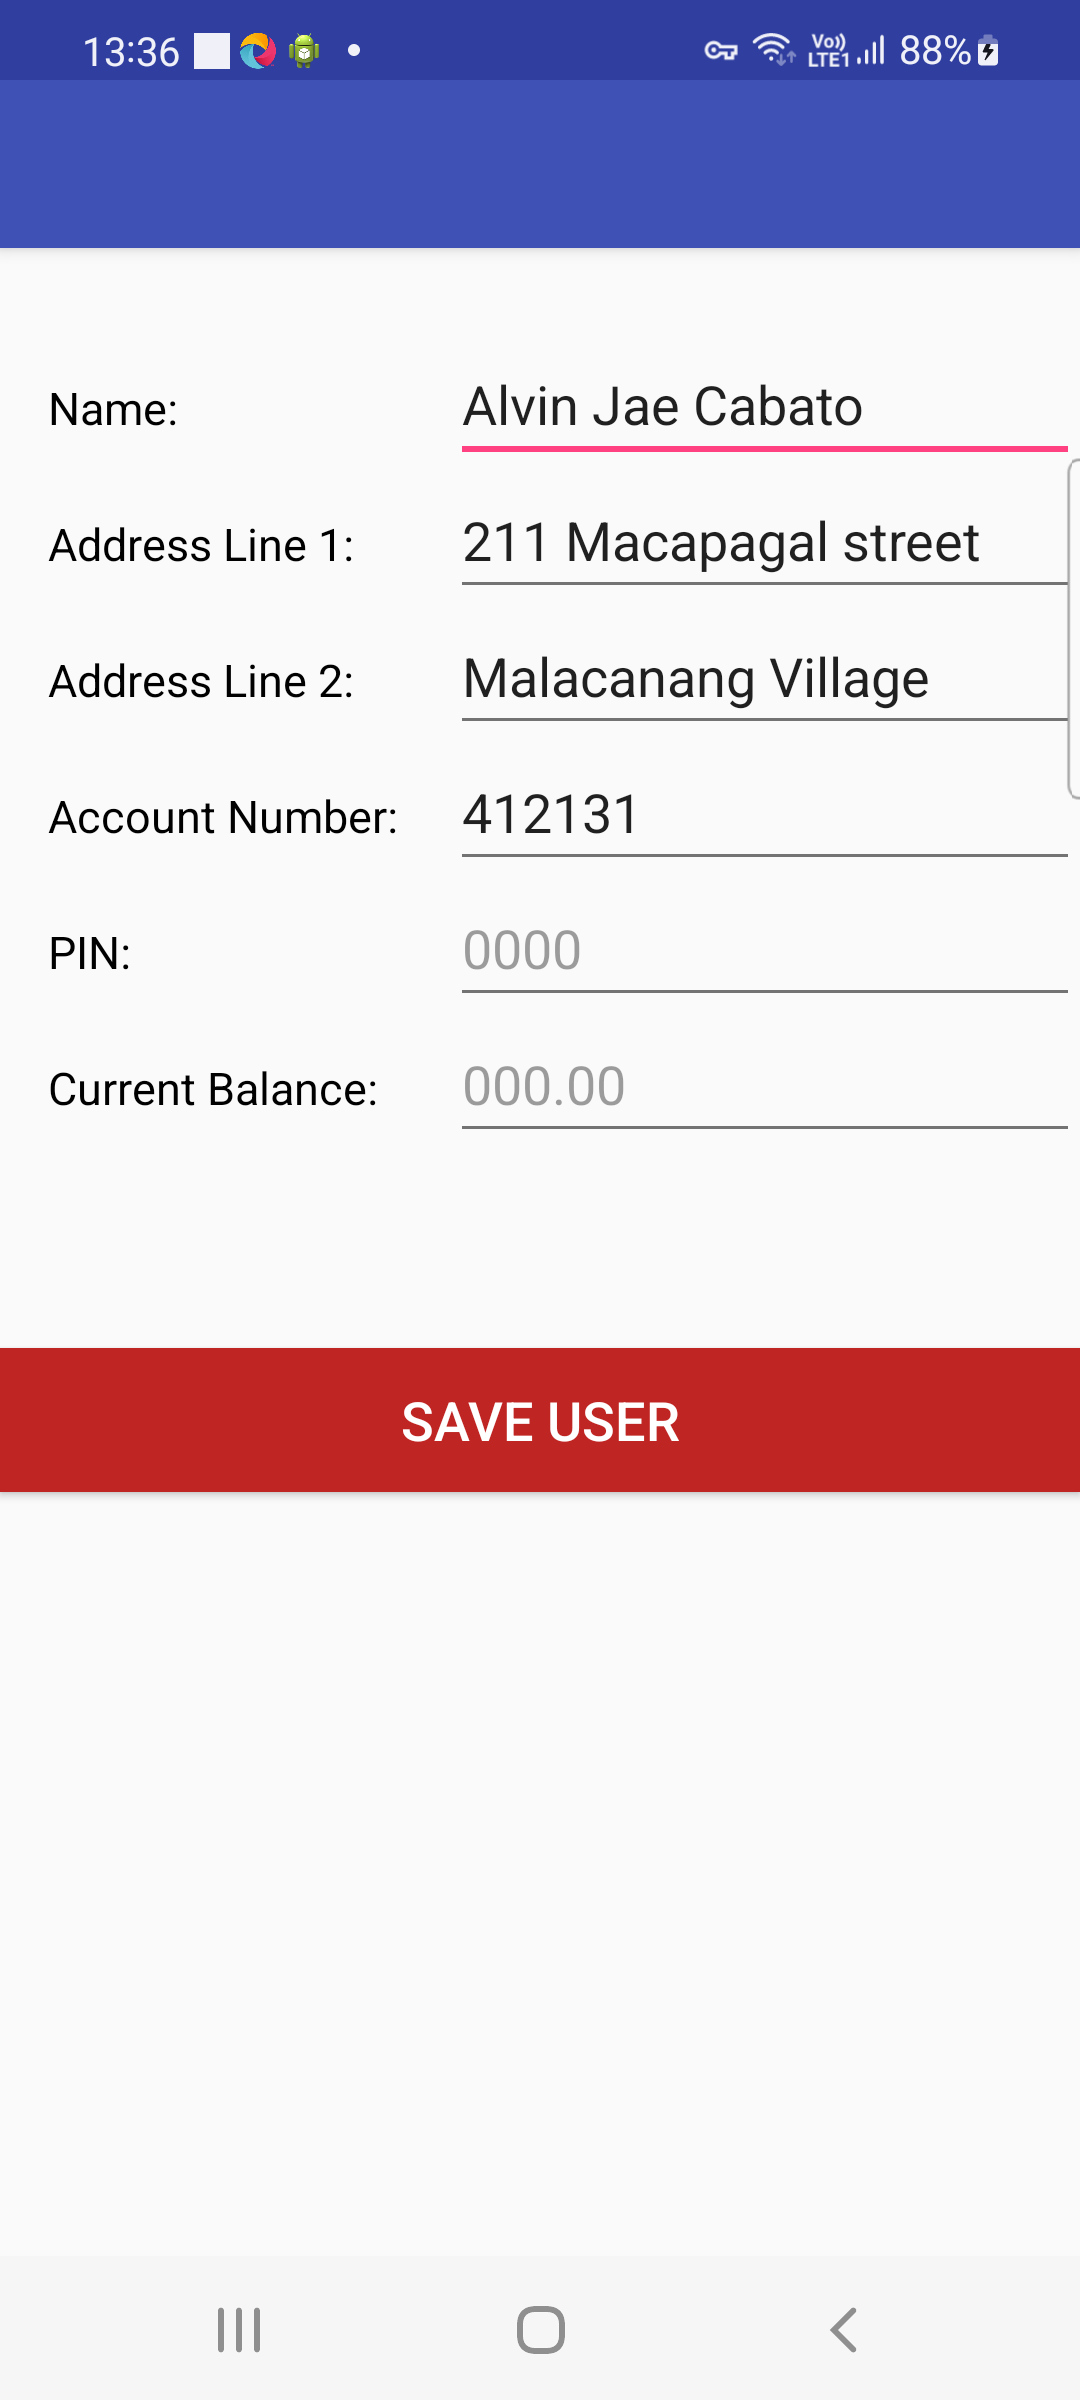 13:36 Vo)) LTE1 88%
Name: Alvin Jae Cabato
Address Line 1: 211 Macapagal street
Address Line 2: Malacanang Village
Account Number: 412131
PIN: 0000
Current Balance: 000.00
SAVE USER